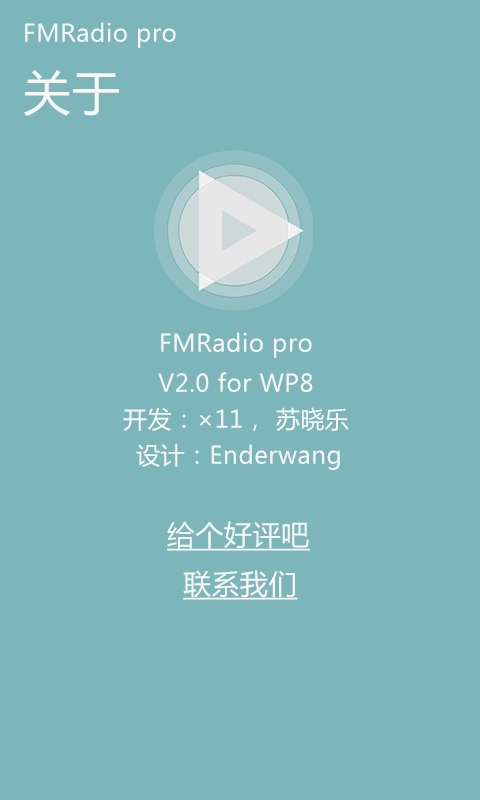 FMRadio pro
关于
FMRadio pro
V2.0 for WP8
开发：×11， 苏晓乐
设计：Enderwang
给个好评吧
联系我们